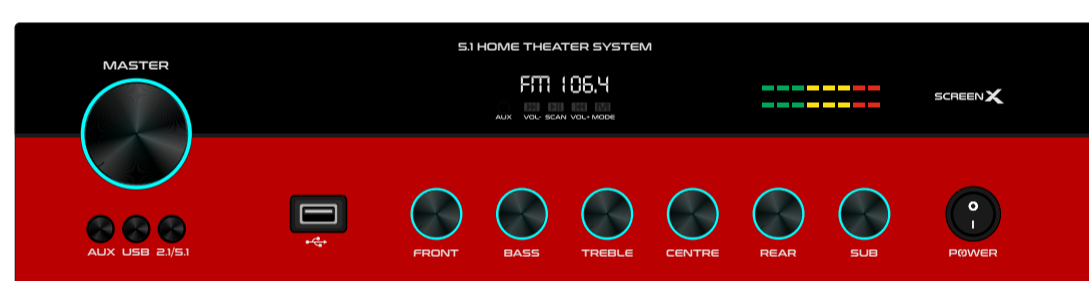 5.1 HOME THEATER SYSTEM
MASTER
FM 106.4
SCREENX
AUX VOL- SCAN VOL+ MODE
AUX USB 2.1/5.1
FRONT BASS TREBLE CENTRE REAR SUB POWER